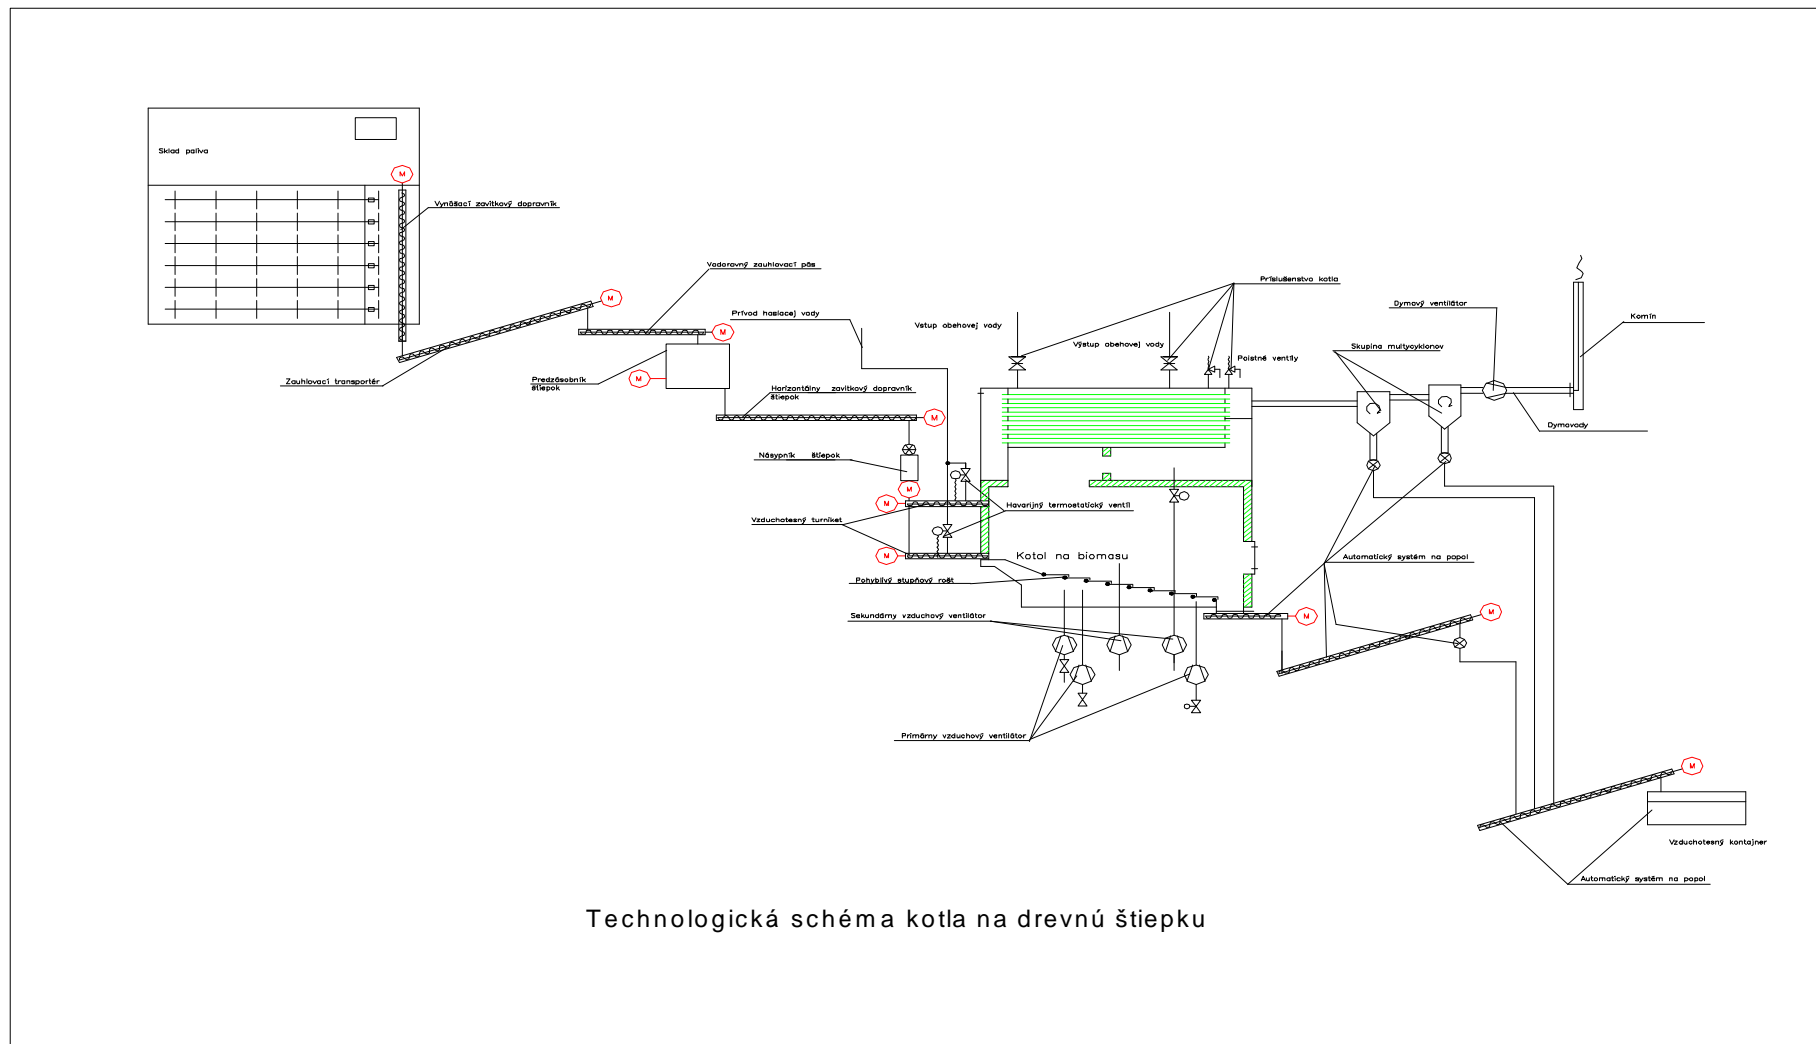 Sklad paliva
M
Vynášací zavitkový dopravník
Vodorovný zauhlovací pás
M
Prívod hasiacej vody
M
Zauhlovací transportér
Predzásobník
štiepok
M
Horizontálny zavitkový dopravník
štiepok
M
Násypník štiepok
M
M
Vzduchotesný turniket
M
Havarijný termostatický ventil
Vstup obehovej vody
Výstup obehovej vody
Príslušenstvo kotla
Poistné ventily
Skupina multycyklonov
Dymový ventilátor
Komín
Dymovody
Kotol na biomasu
Pohyblivý stupňový rošt
Sekundárny vzduchový ventilátor
Primárny vzduchový ventilátor
Automatický systém na popol
M
M
M
Vzduchotesný kontajner
Automatický systém na popol
Technologická schéma kotla na drevnú štiepku